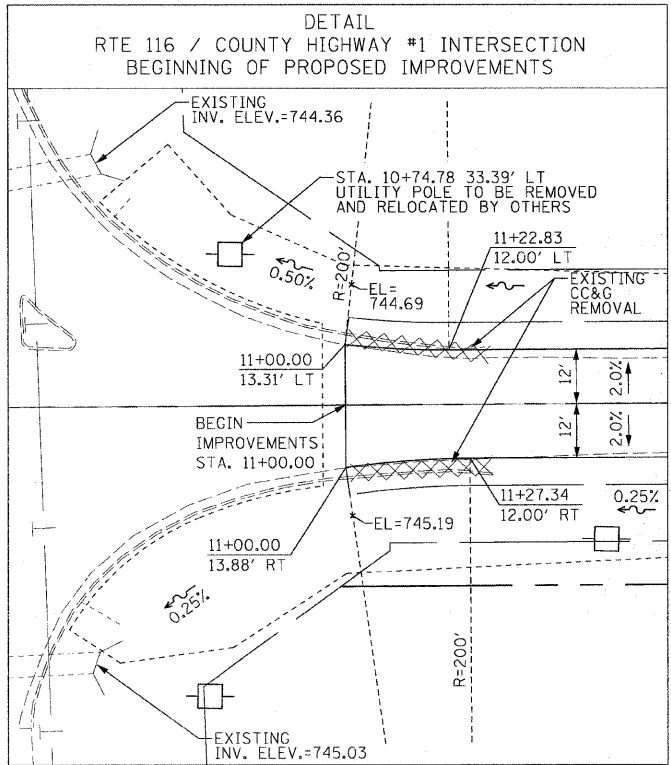 DETAIL
RTE 116 / COUNTY HIGHWAY #1 INTERSECTION
BEGINNING OF PROPOSED IMPROVEMENTS
EXISTING
INV. ELEV.=744.36
STA. 10+74.78 33.39' LT
UTILITY POLE TO BE REMOVED
AND RELOCATED BY OTHERS
0.50%
R=200'
EL=
744.69
11+22.83
12.00' LT
EXISTING
CC&G
REMOVAL
11+00.00
13.31' LT
12'
2.0%
BEGIN
IMPROVEMENTS
STA. 11+00.00
12'
2.0%
11+27.34
12.00' RT
0.25%
EL=745.19
11+00.00
13.88' RT
0.25%
R=200'
EXISTING
INV. ELEV.=745.03